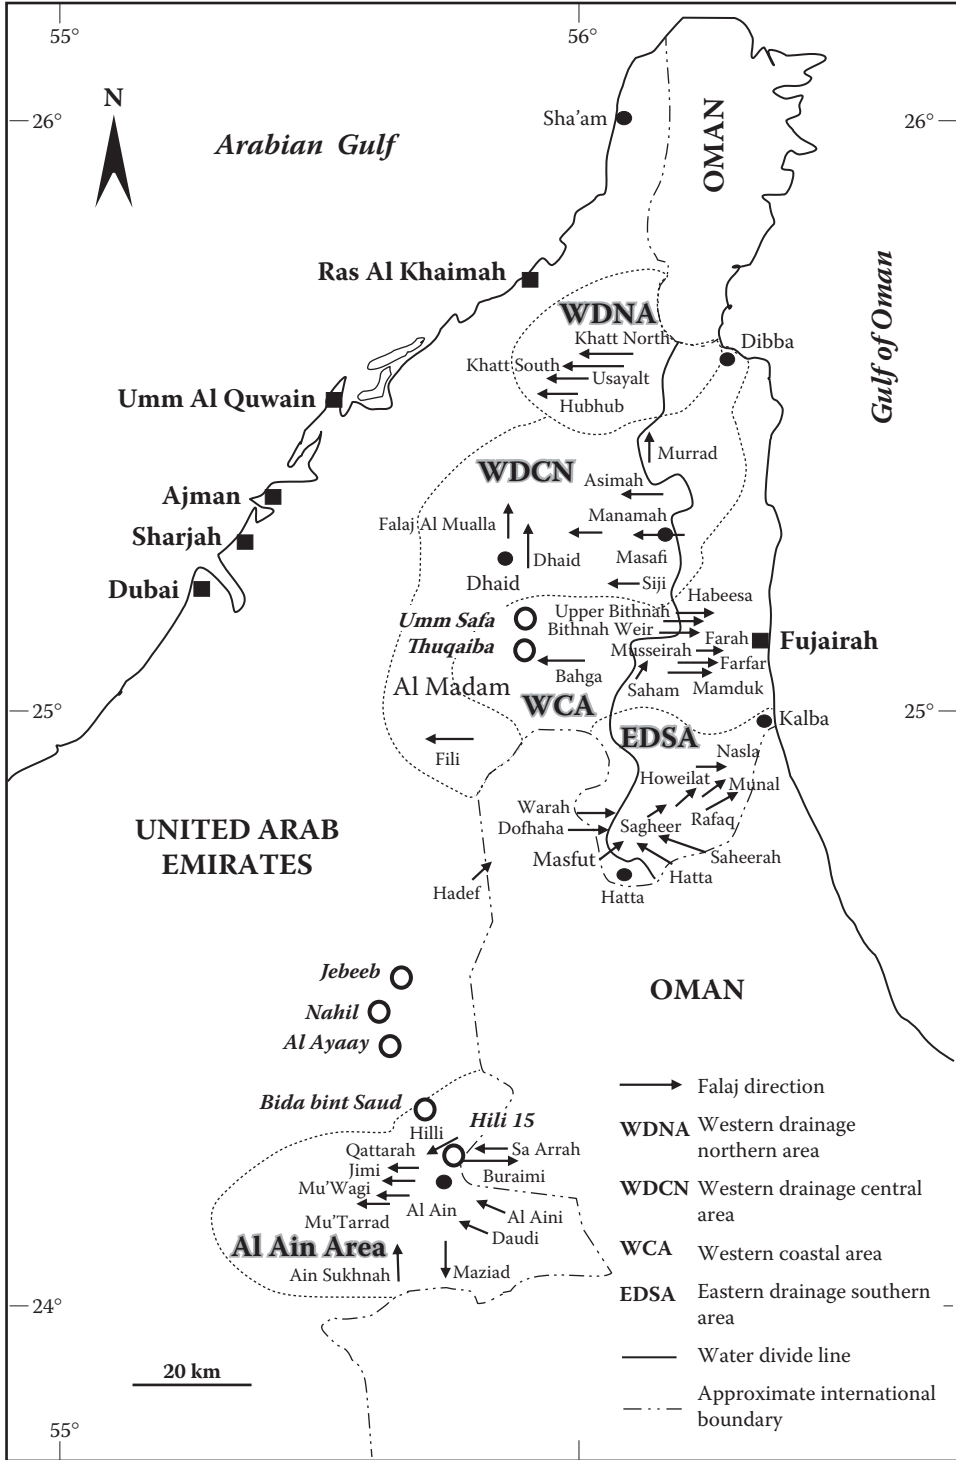 55°
56°
N
26°
Arabian Gulf
Sha'am
OMAN
26°
Ras Al Khaimah
Gulf of Oman
WDNA
Khatt North
Dibba
Khatt South
Usayalt
Umm Al Quwain
Hubhub
Murrad
WDCN
Asimah
Ajman
Manamah
Falaj Al Mualla
Sharjah
Dhaid
Masafi
Dhaid
Siji
Dubai
Habeesa
Upper Bithnah
Umm Safa
Bithnah Weir
Farah
Fujairah
Thuqaiba
Musseirah
Farfar
Bahga
Saham
Mamduk
Al Madam
WCA
25°
Kalba
25°
EDSA
Nasla
Fili
Howeilat
Munal
Warah
Rafaq
Dofhaha
Sagheer
UNITED ARAB
EMIRATES
Masfut
Saheerah
Hatta
Hadef
Hatta
Jebeeb
OMAN
Nahil
Al Ayaay
Falaj direction
Bida bint Saud
Hili 15
WDNA Western drainage
northern area
Hilli
Qattarah
Sa Arrah
Jimi
Buraimi
Mu'Wagi
WDCN Western drainage central
area
Al Ain
Al Aini
Mu'Tarrad
Daudi
Al Ain Area
WCA Western coastal area
Ain Sukhnah
Maziad
EDSA Eastern drainage southern
area
24°
Water divide line
20 km
Approximate international
boundary
55°